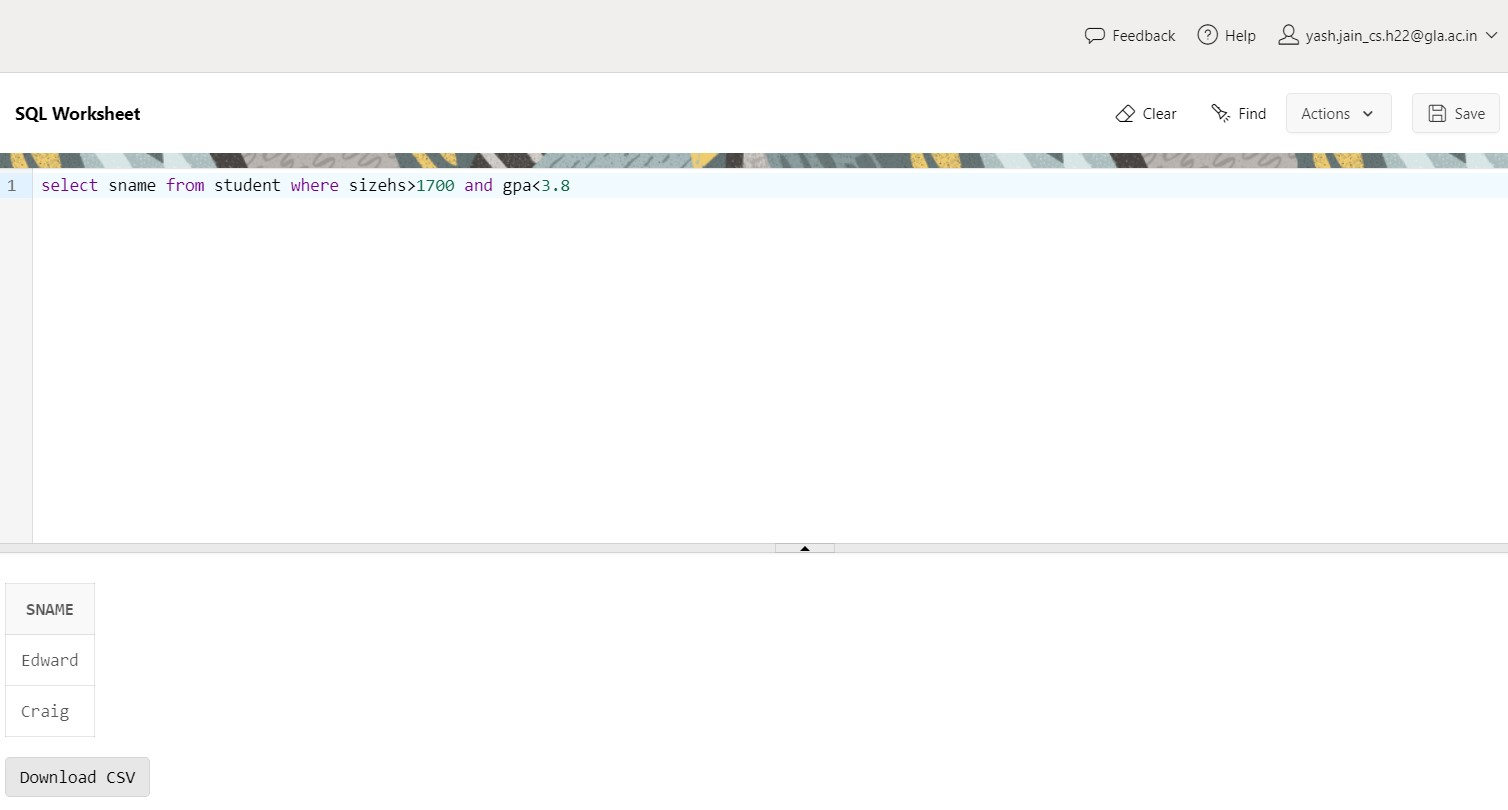 Feedback Help yash.jain_cs.h22@gla.ac.in
SQL Worksheet Clear Find Actions Save
1 select sname from student where sizehs>1700 and gpa<3.8
SNAME
Edward
Craig
Download CSV